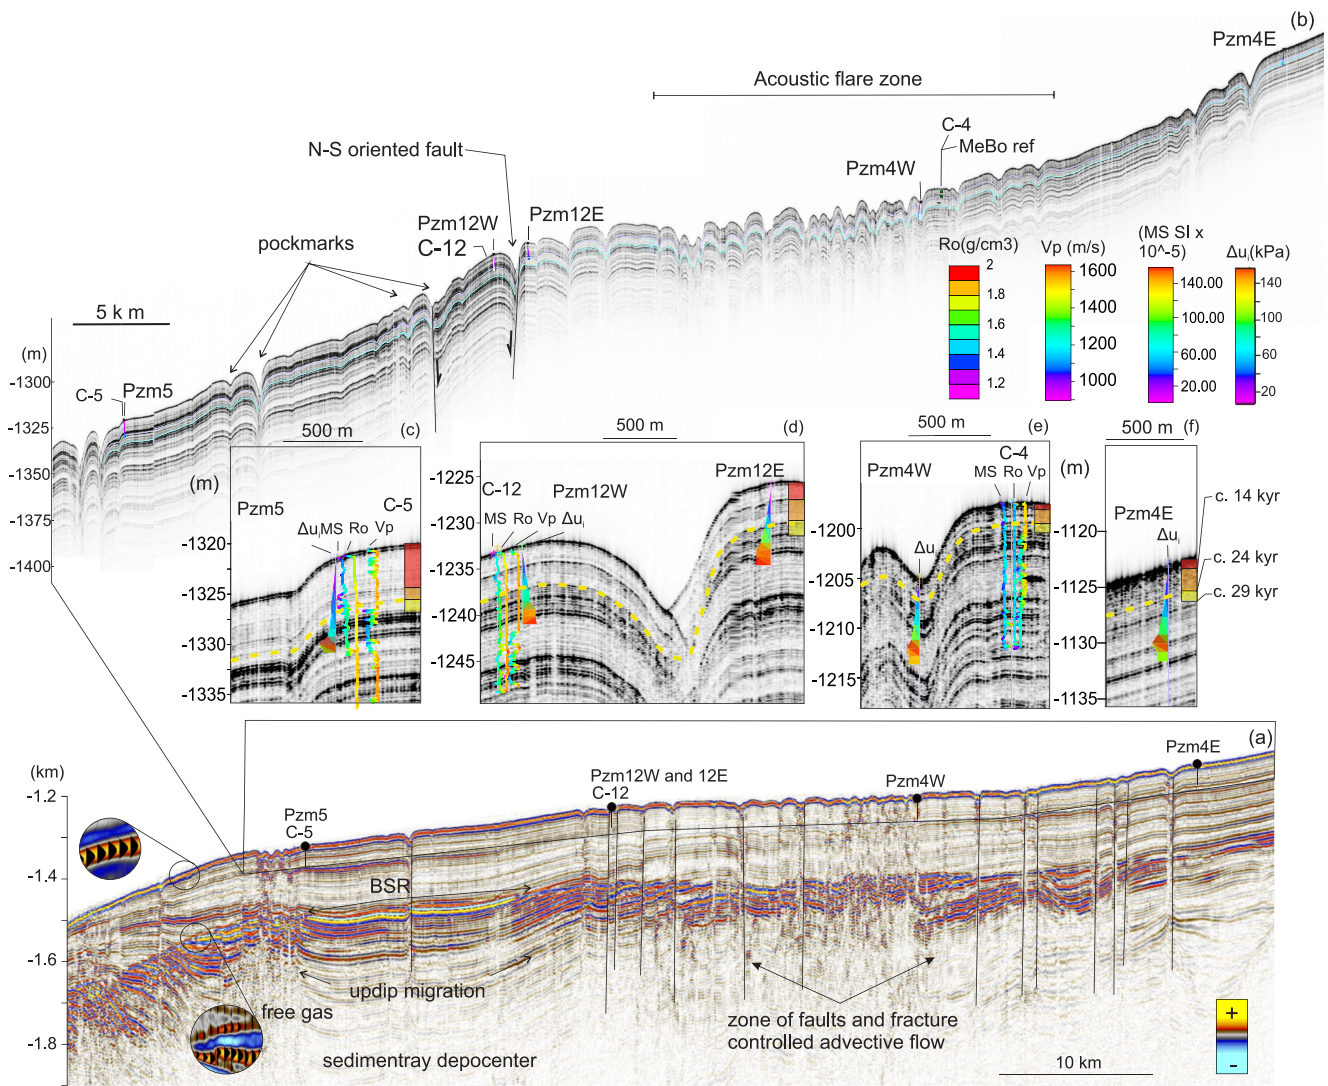 (b)
Pzm4E
Acoustic flare zone
C-4
MeBo ref
N-S oriented fault
Pzm4W
Pzm12W
Pzm12E
C-12
pockmarks
Ro(g/cm3)
Vp (m/s)
(MS SI x
10^-5)
Δuᵢ(kPa)
2
1.8
1.6
1.4
1.2
1600
1400
1200
1000
140.00
100.00
60.00
20.00
140
100
60
20
5 km
(m)
-1300
-1325
-1350
-1375
-1400
C-5
Pzm5
500 m
(c)
(m)
Pzm5
C-5
Δuᵢ
MS
Ro
Vp
-1320
-1325
-1330
-1335
500 m
(d)
-1225
-1230
-1235
-1240
-1245
C-12
Pzm12W
Pzm12E
MS
Ro
Vp
Δuᵢ
500 m
(e)
Pzm4W
C-4
MS
Ro
Vp
Δuᵢ
-1200
-1205
-1210
-1215
500 m
(f)
(m)
Pzm4E
Δuᵢ
-1120
-1125
-1130
-1135
c. 14 kyr
c. 24 kyr
c. 29 kyr
(a)
(km)
-1.2
-1.4
-1.6
-1.8
Pzm5
C-5
Pzm12W and 12E
C-12
Pzm4W
Pzm4E
BSR
updip migration
free gas
sedimentray depocenter
zone of faults and fracture
controlled advective flow
10 km
+
-